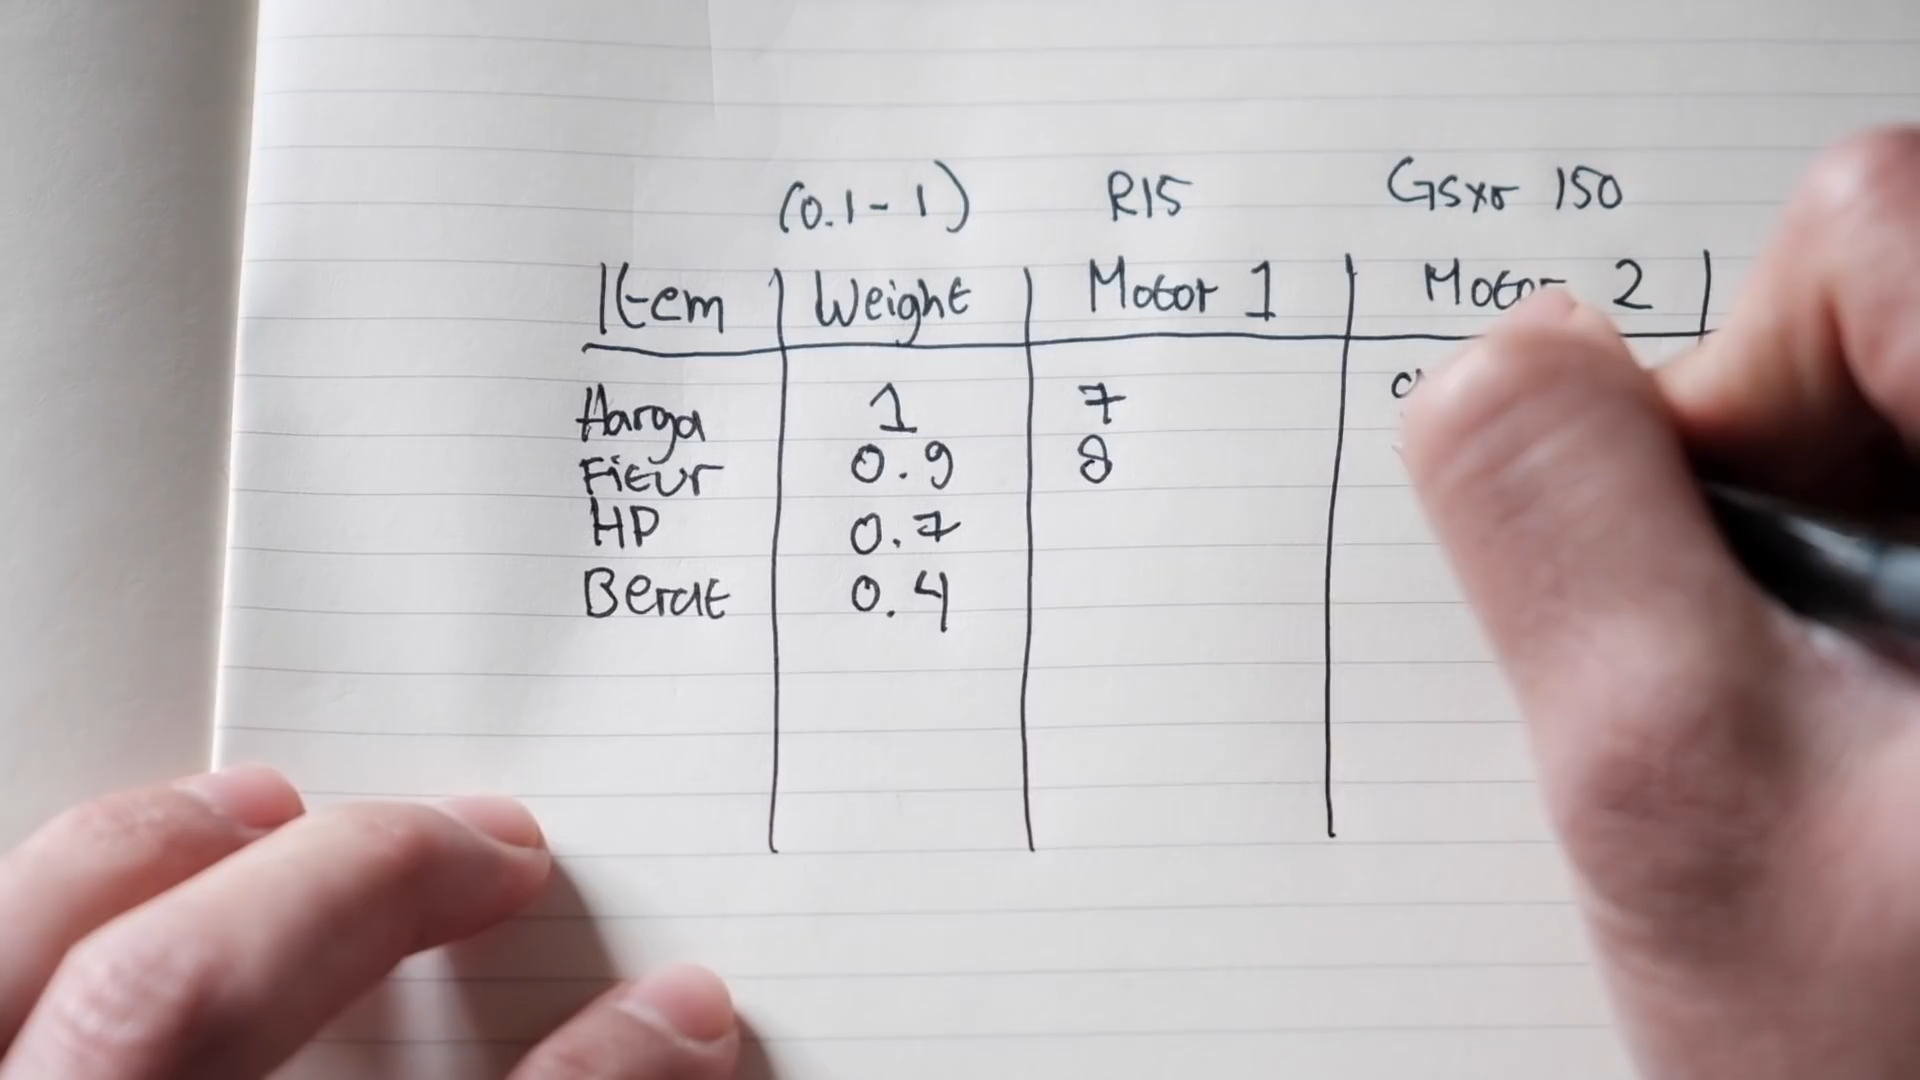 (0.1-1) R15 Gsxr 150
Item Weight Motor 1 Motor 2
Harga 1 7
Fitur 0.9 8
HP 0.7
Berat 0.4